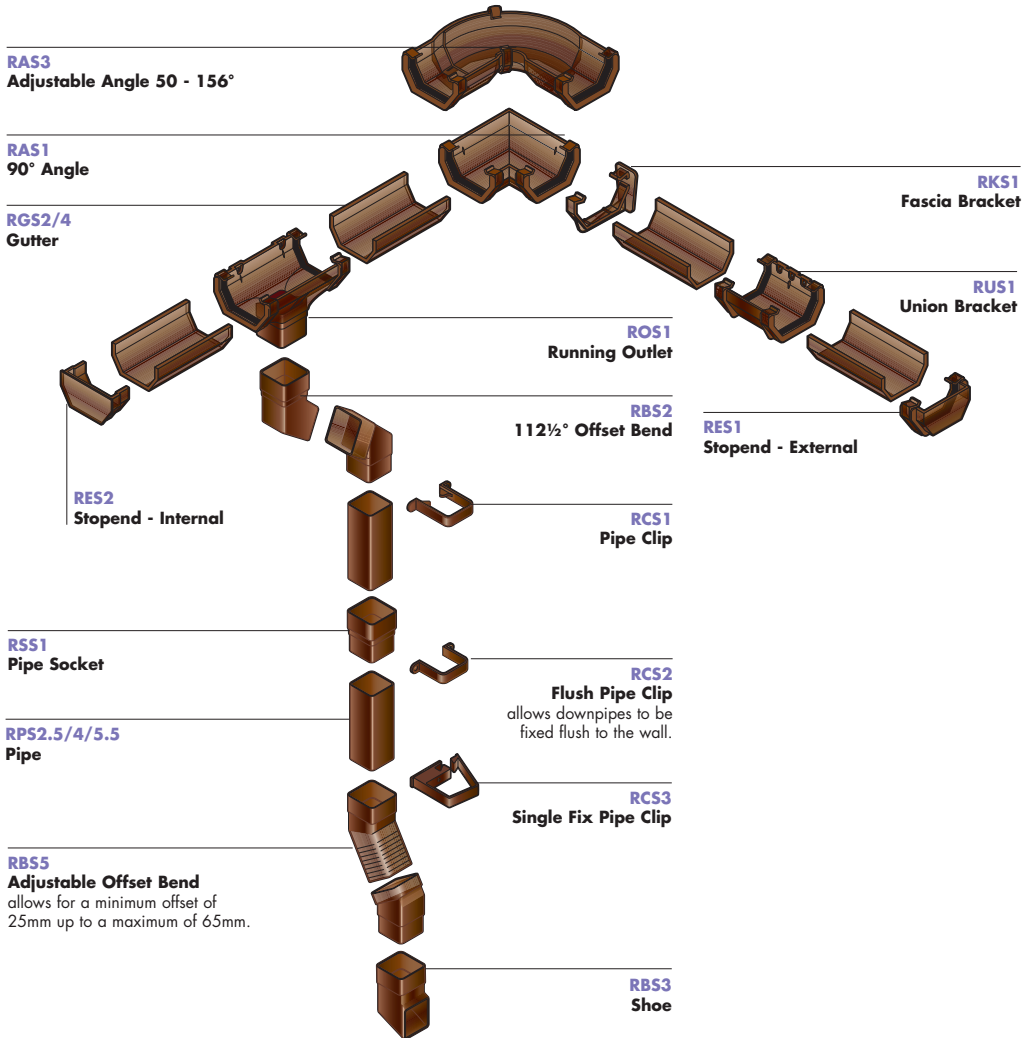 RAS3
Adjustable Angle 50 - 156°
RAS1
90° Angle
RKS1
Fascia Bracket
RGS2/4
Gutter
RUS1
Union Bracket
ROS1
Running Outlet
RBS2
112½° Offset Bend
RES1
Stopend - External
RES2
Stopend - Internal
RCS1
Pipe Clip
RSS1
Pipe Socket
RCS2
Flush Pipe Clip
allows downpipes to be
fixed flush to the wall.
RPS2.5/4/5.5
Pipe
RCS3
Single Fix Pipe Clip
RBS5
Adjustable Offset Bend
allows for a minimum offset of
25mm up to a maximum of 65mm.
RBS3
Shoe